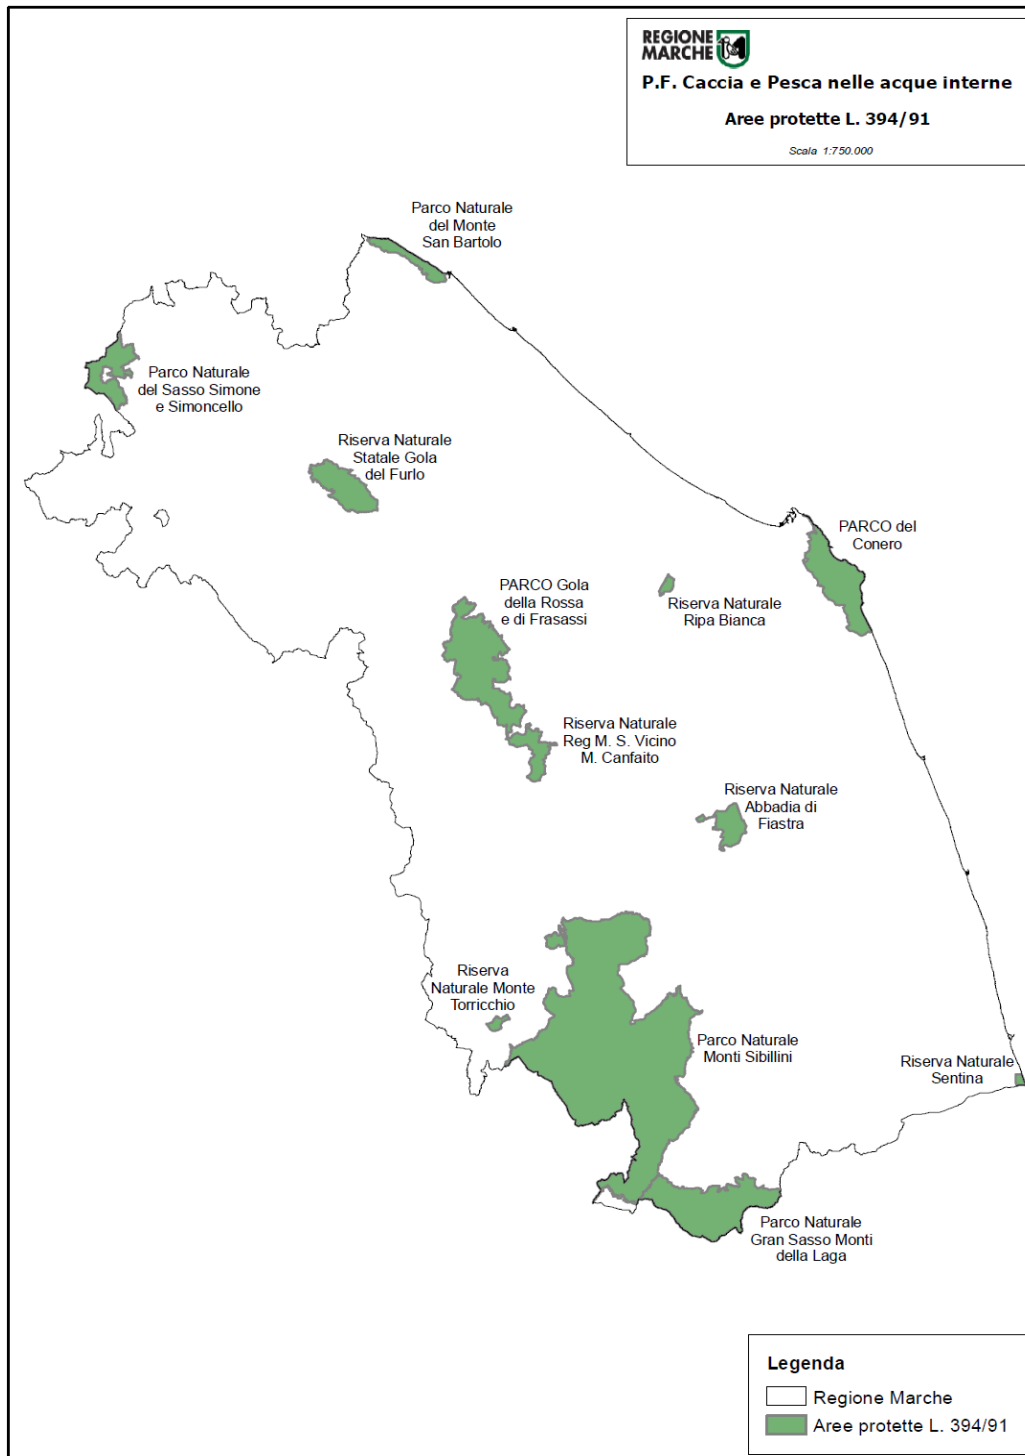 REGIONE
MARCHE
P.F. Caccia e Pesca nelle acque interne
Aree protette L. 394/91
Scala 1:750.000
Parco Naturale
del Monte
San Bartolo
Parco Naturale
del Sasso Simone
e Simoncello
Riserva Naturale
Statale Gola
del Furlo
PARCO del
Conero
PARCO Gola
della Rossa
e di Frasassi
Riserva Naturale
Ripa Bianca
Riserva Naturale
Reg M. S. Vicino
M. Canfaito
Riserva Naturale
Abbadia di
Fiastra
Riserva
Naturale Monte
Torricchio
Parco Naturale
Monti Sibillini
Riserva Naturale
Sentina
Parco Naturale
Gran Sasso Monti
della Laga
Legenda
Regione Marche
Aree protette L. 394/91